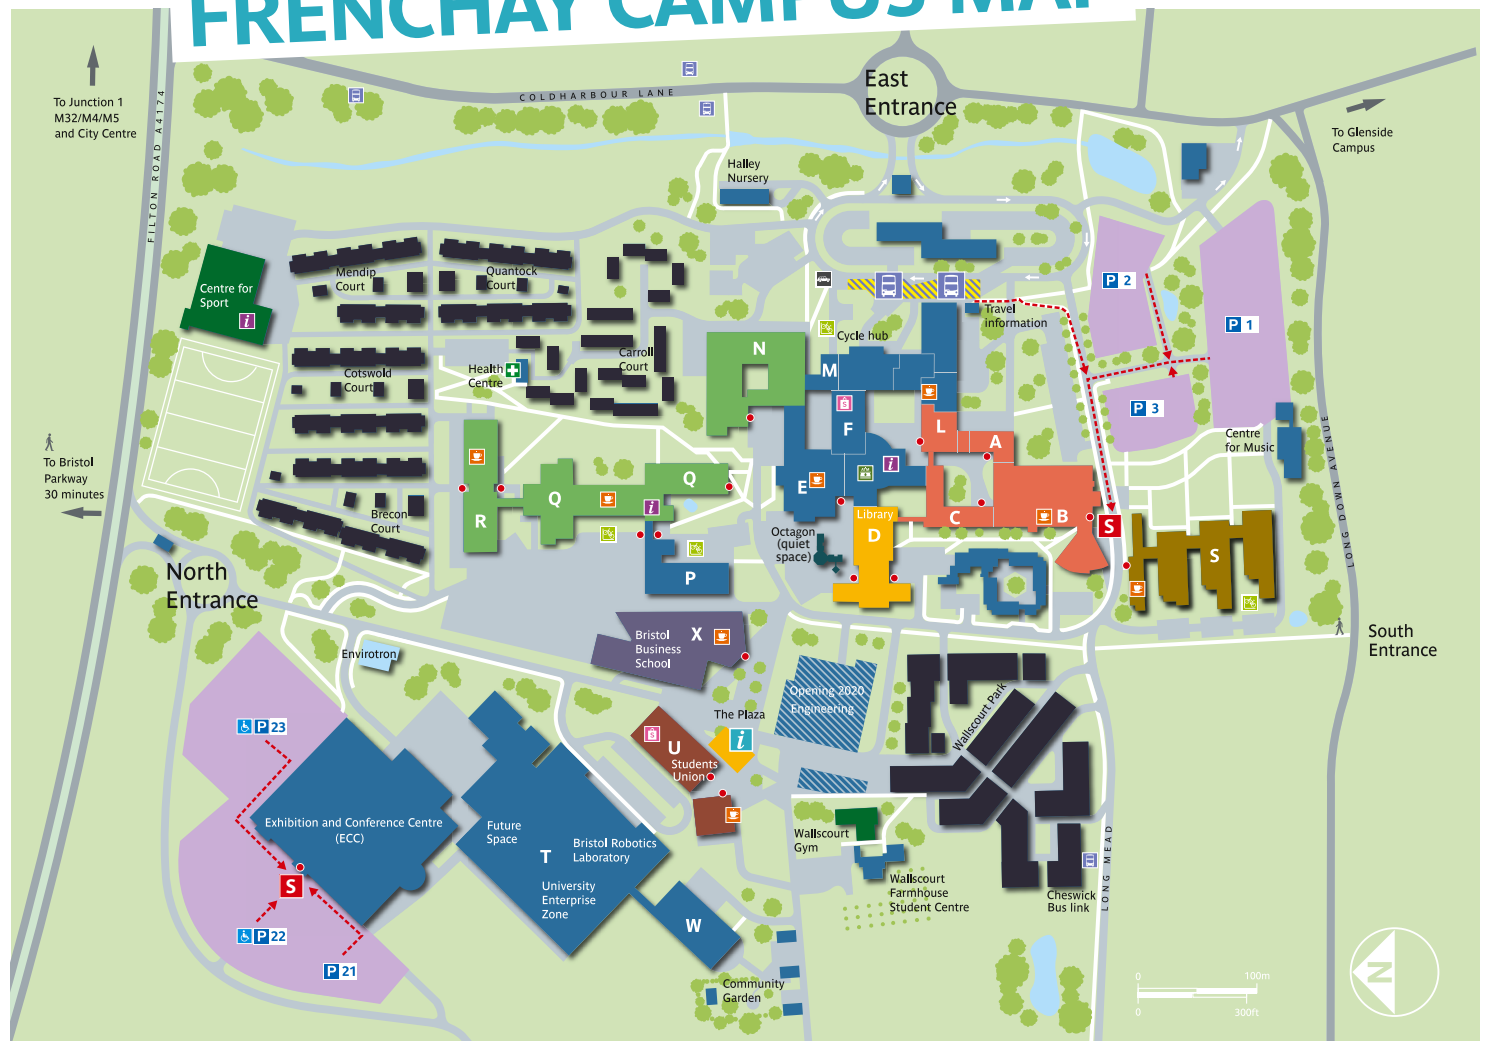 FRENCHAY CAMPUS MAP
To Junction 1
M32/M4/M5
and City Centre
FILTON ROAD A4174
COLDHARBOUR LANE
East
Entrance
To Glenside
Campus
Halley
Nursery
Centre for
Sport
i
Mendip
Court
Quantock
Court
P 2
P 1
P 3
Travel
Information
Cycle hub
N
M
Carroll
Court
Health
Centre
Cotswold
Court
S
F
L
A
i
Centre
for Music
To Bristol
Parkway
30 minutes
Q
Q
i
R
E
Library
D
C
B
S
S
Brecon
Court
Octagon
(quiet
space)
P
LONG DOWN AVENUE
North
Entrance
South
Entrance
Envirotron
Bristol
Business
School
X
Opening 2020
Engineering
Wallscourt Park
The Plaza
i
S
U
Students
Union
P 23
Exhibition and Conference Centre
(ECC)
Future
Space
T
Bristol Robotics
Laboratory
University
Enterprise
Zone
Wallscourt
Gym
Wallscourt
Farmhouse
Student Centre
Cheswick
Bus link
LONG MEAD
S
W
P 22
P 21
Community
Garden
0
100m
0
300ft
N